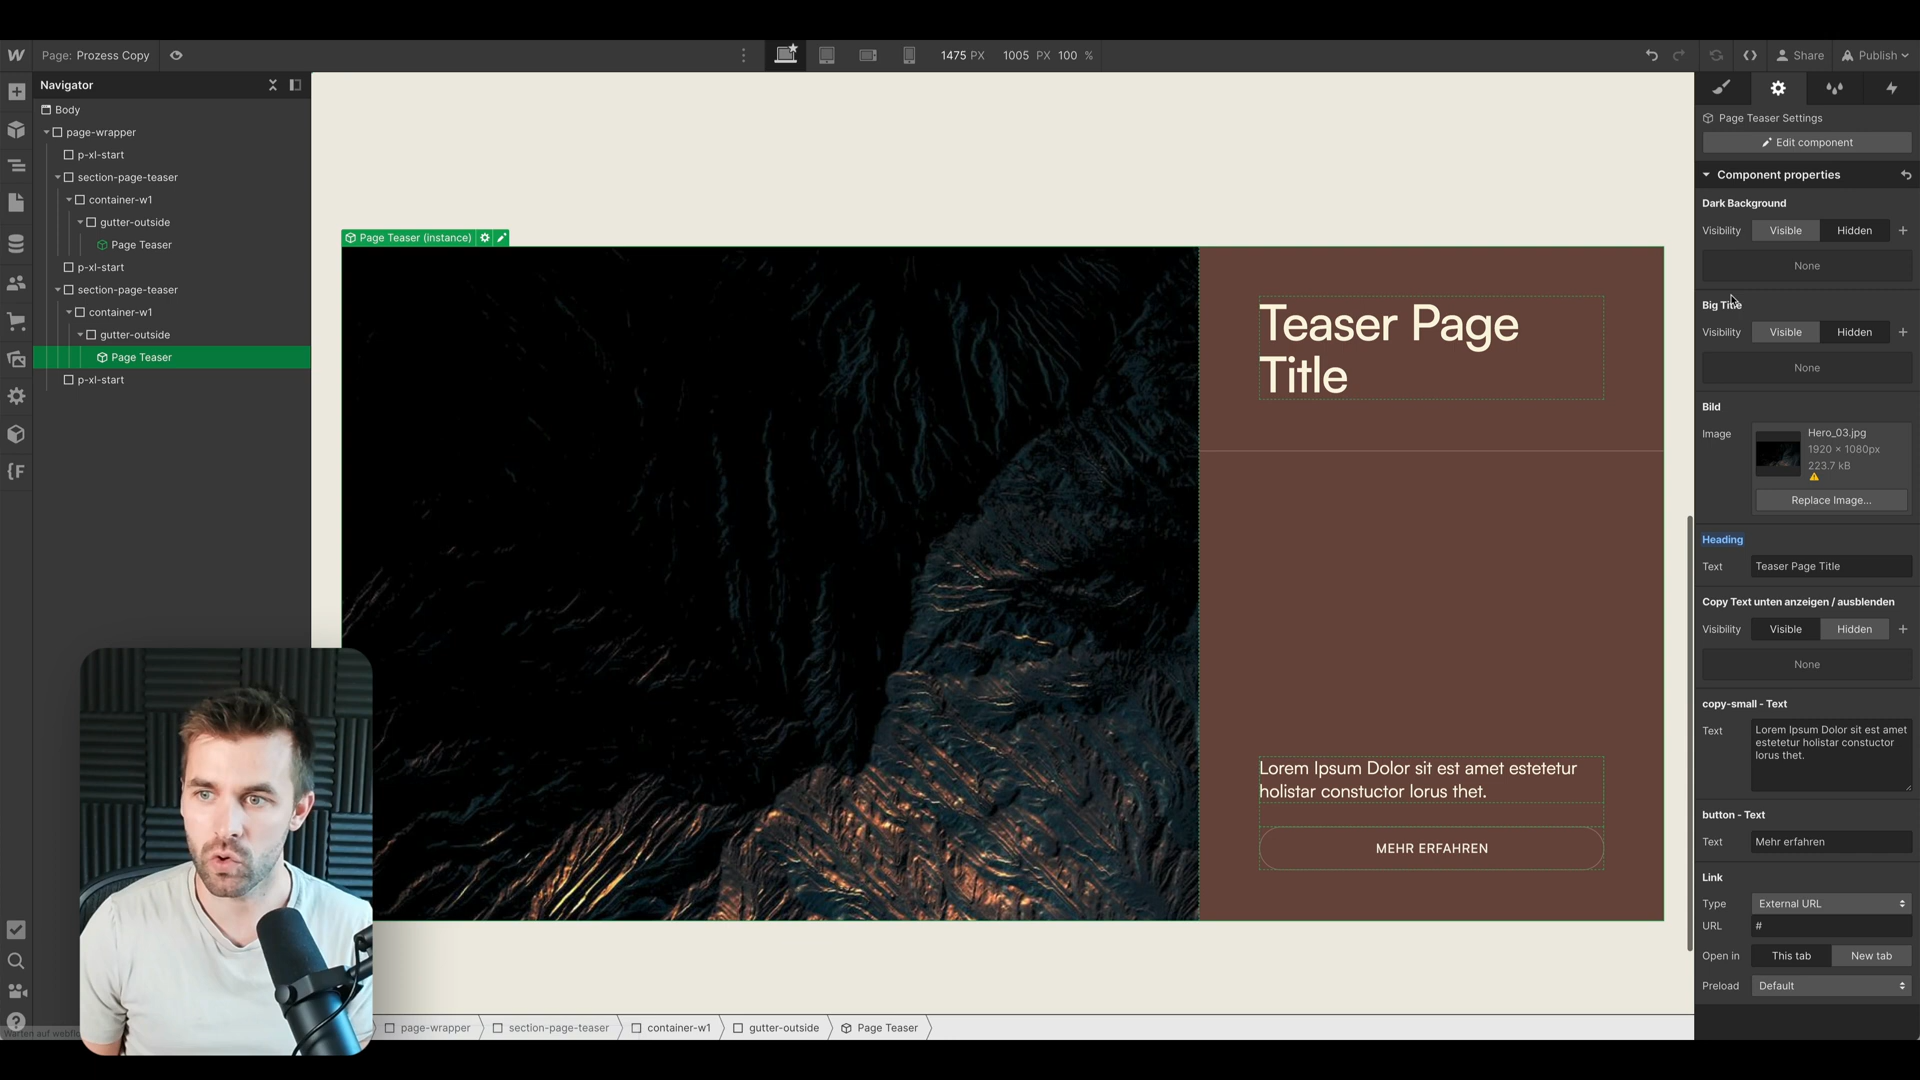 Page: Prozess Copy
1475 PX 1005 PX 100 %
Share
Publish
Navigator
Body
page-wrapper
p-xl-start
section-page-teaser
container-w1
gutter-outside
Page Teaser
p-xl-start
section-page-teaser
container-w1
gutter-outside
Page Teaser
p-xl-start
Page Teaser (instance)
Teaser Page
Title
Lorem Ipsum Dolor sit est amet estetetur
holistar constuctor lorus thet.
MEHR ERFAHREN
page-wrapper
section-page-teaser
container-w1
gutter-outside
Page Teaser
Page Teaser Settings
Edit component
Component properties
Dark Background
Visibility Visible Hidden
None
Big Title
Visibility Visible Hidden
None
Bild
Image Hero_03.jpg
1920 × 1080px
223.7 kB
Replace Image...
Heading
Text Teaser Page Title
Copy Text unten anzeigen / ausblenden
Visibility Visible Hidden
None
copy-small - Text
Text Lorem Ipsum Dolor sit est amet
estetetur holistar constuctor
lorus thet.
button - Text
Text Mehr erfahren
Link
Type External URL
URL #
Open in This tab New tab
Preload Default